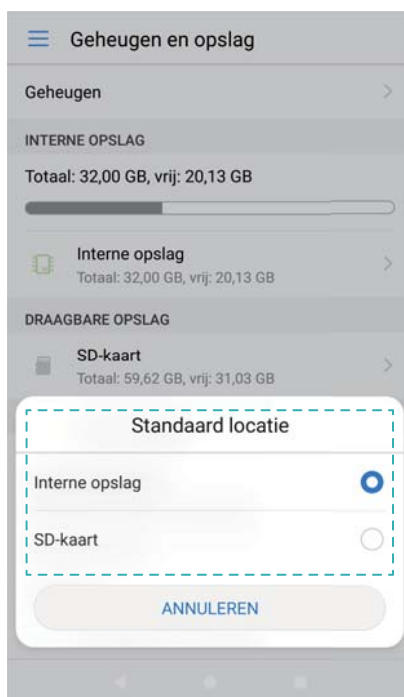 Geheugen en opslag
Geheugen
INTERNE OPSLAG
Totaal: 32,00 GB, vrij: 20,13 GB
Interne opslag
Totaal: 32,00 GB, vrij: 20,13 GB
DRAAGBARE OPSLAG
SD-kaart
Totaal: 59,62 GB, vrij: 31,03 GB
Standaard locatie
Interne opslag
SD-kaart
ANNULEREN